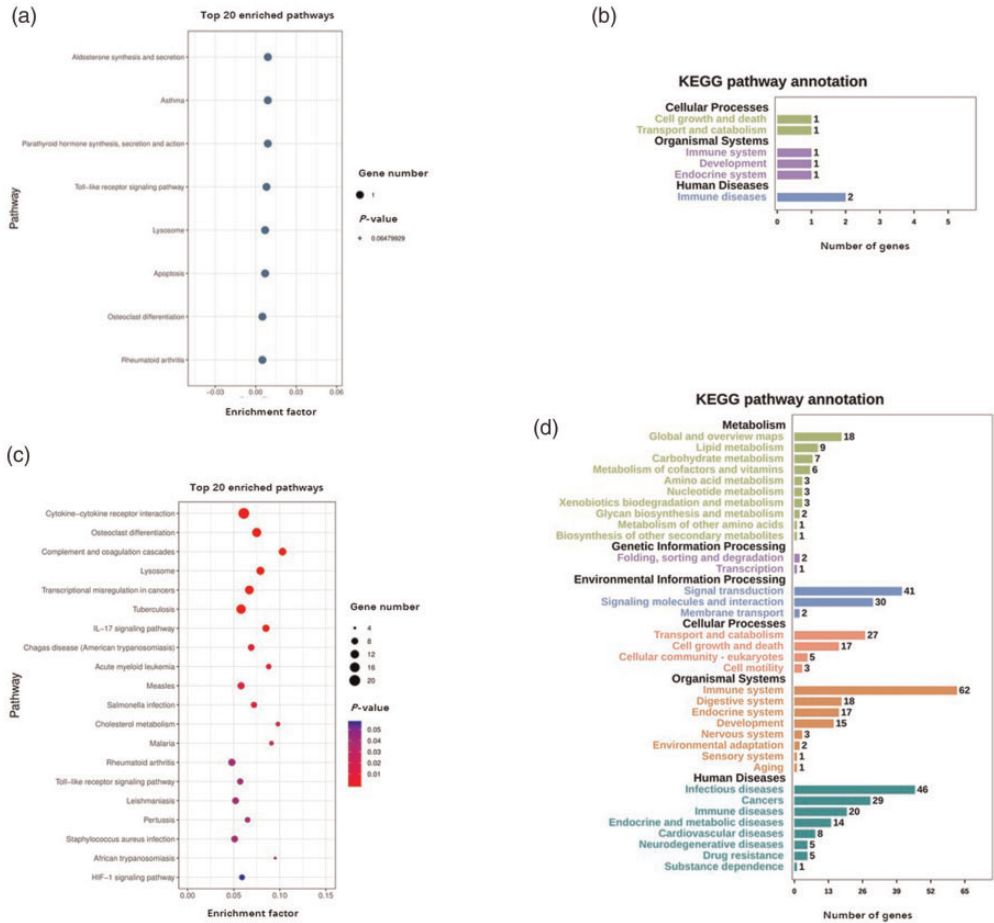 (a)
Top 20 enriched pathways
Aldosterone synthesis and secretion
Asthma
Parathyroid hormone synthesis, secretion and action
Toll-like receptor signaling pathway
Lysosome
Apoptosis
Osteoclast differentiation
Rheumatoid arthritis
Pathway
−0.03 0.00 0.03 0.06
Enrichment factor
Gene number
1
P-value
0.06479929
(b)
KEGG pathway annotation
Cellular Processes
Cell growth and death 1
Transport and catabolism 1
Organismal Systems
Immune system 1
Development 1
Endocrine system 1
Human Diseases
Immune diseases 2
0 1 2 3 4 5
Number of genes
(c)
Top 20 enriched pathways
Cytokine-cytokine receptor interaction
Osteoclast differentiation
Complement and coagulation cascades
Lysosome
Transcriptional misregulation in cancers
Tuberculosis
IL-17 signaling pathway
Chagas disease (American trypanosomiasis)
Acute myeloid leukemia
Measles
Salmonella infection
Cholesterol metabolism
Malaria
Rheumatoid arthritis
Toll-like receptor signaling pathway
Leishmaniasis
Pertussis
Staphylococcus aureus infection
African trypanosomiasis
HIF-1 signaling pathway
Pathway
0.00 0.05 0.10 0.15
Enrichment factor
Gene number
4
8
12
16
20
P-value
0.05
0.04
0.03
0.02
0.01
(d)
KEGG pathway annotation
Metabolism
Global and overview maps 18
Lipid metabolism 9
Carbohydrate metabolism 7
Metabolism of cofactors and vitamins 6
Amino acid metabolism 3
Nucleotide metabolism 3
Xenobiotics biodegradation and metabolism 3
Glycan biosynthesis and metabolism 2
Metabolism of other amino acids 1
Biosynthesis of other secondary metabolites 1
Genetic Information Processing
Folding, sorting and degradation 2
Transcription 1
Environmental Information Processing
Signal transduction 41
Signaling molecules and interaction 30
Membrane transport 2
Cellular Processes
Transport and catabolism 27
Cell growth and death 17
Cellular community - eukaryotes 5
Cell motility 3
Organismal Systems
Immune system 62
Digestive system 18
Endocrine system 17
Development 15
Nervous system 3
Environmental adaptation 2
Sensory system 1
Aging 1
Human Diseases
Infectious diseases 46
Cancers 29
Immune diseases 20
Endocrine and metabolic diseases 14
Cardiovascular diseases 8
Neurodegenerative diseases 5
Drug resistance 5
Substance dependence 1
0 13 26 39 52 65
Number of genes